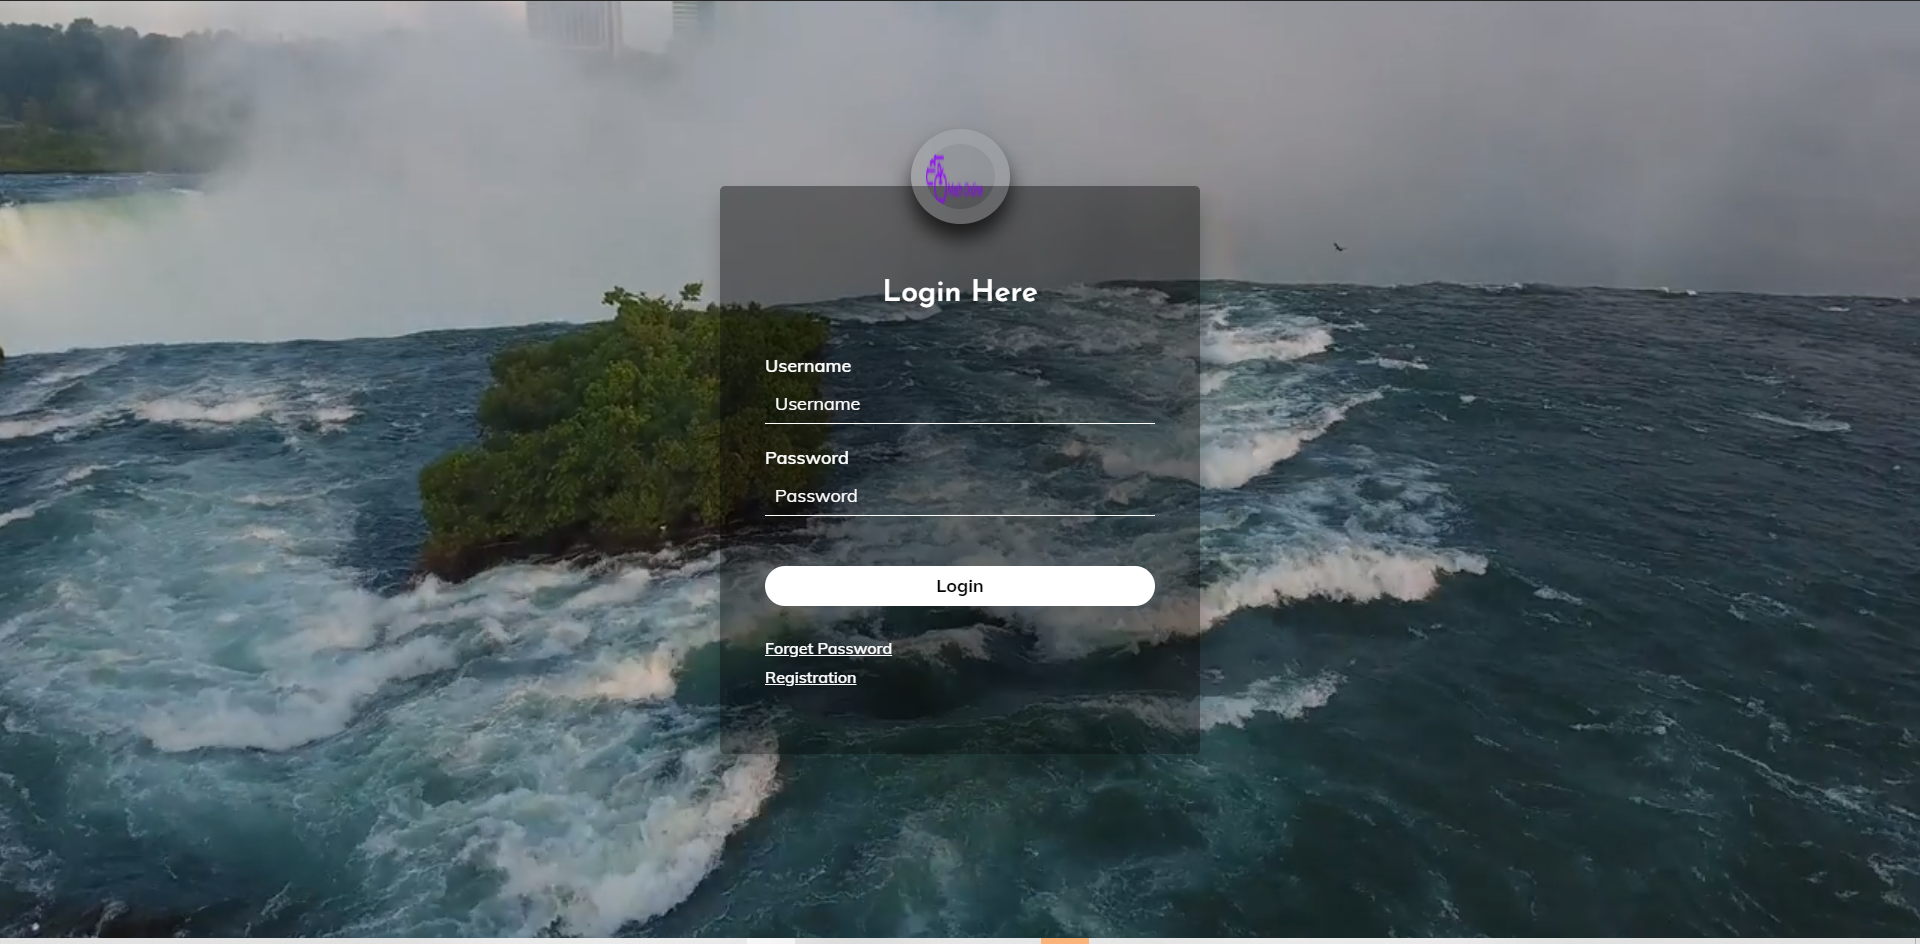 Login Here
Username
Username
Password
Password
Login
Forget Password
Registration